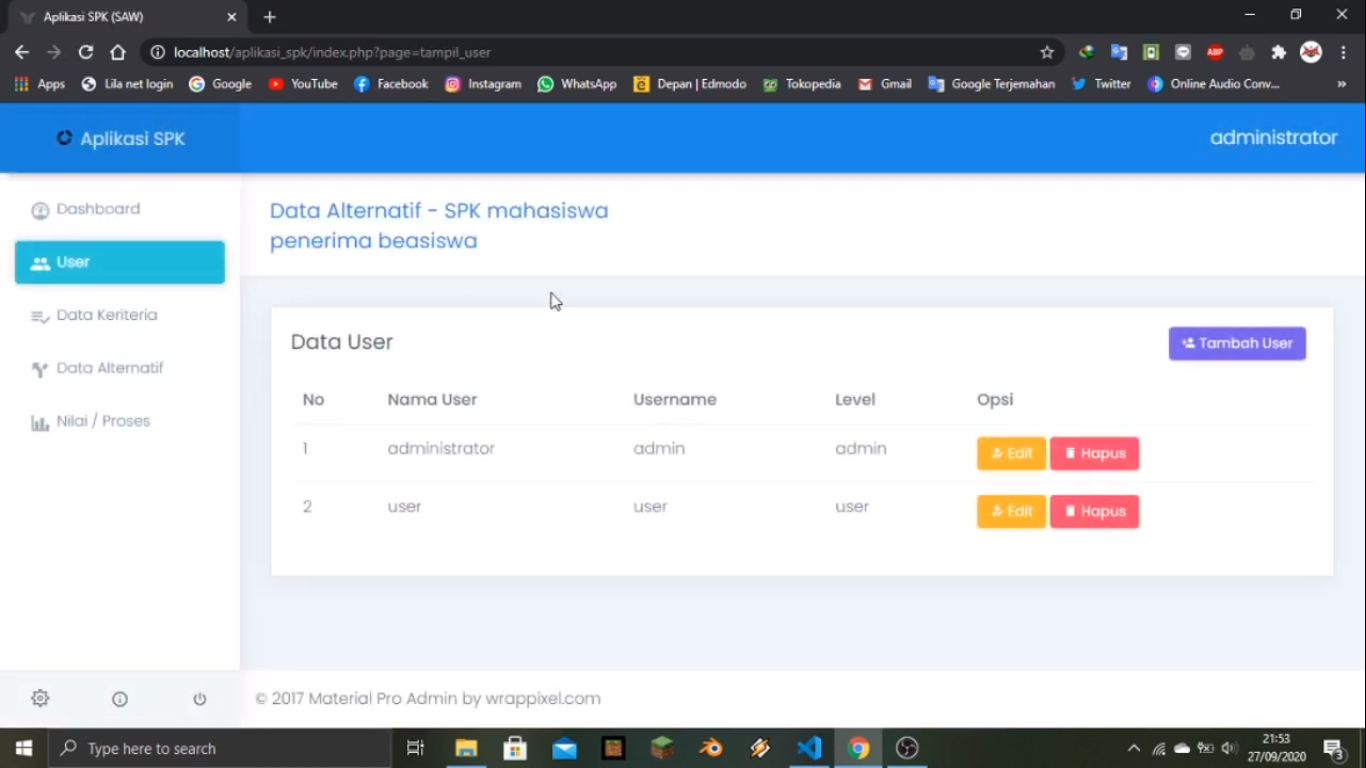 Aplikasi SPK (SAW)
localhost/aplikasi_spk/index.php?page=tampil_user
ABP
Apps Lila net login Google YouTube Facebook Instagram WhatsApp Depan | Edmodo Tokopedia Gmail Google Terjemahan Twitter Online Audio Conv... »
Aplikasi SPK
administrator
Dashboard
User
Data Keriteria
Data Alternatif
Nilai / Proses
Data Alternatif - SPK mahasiswa
penerima beasiswa
Data User
Tambah User
No Nama User Username Level Opsi
1 administrator admin admin Edit Hapus
2 user user user Edit Hapus
© 2017 Material Pro Admin by wrappixel.com
Type here to search
21:53
27/09/2020
3